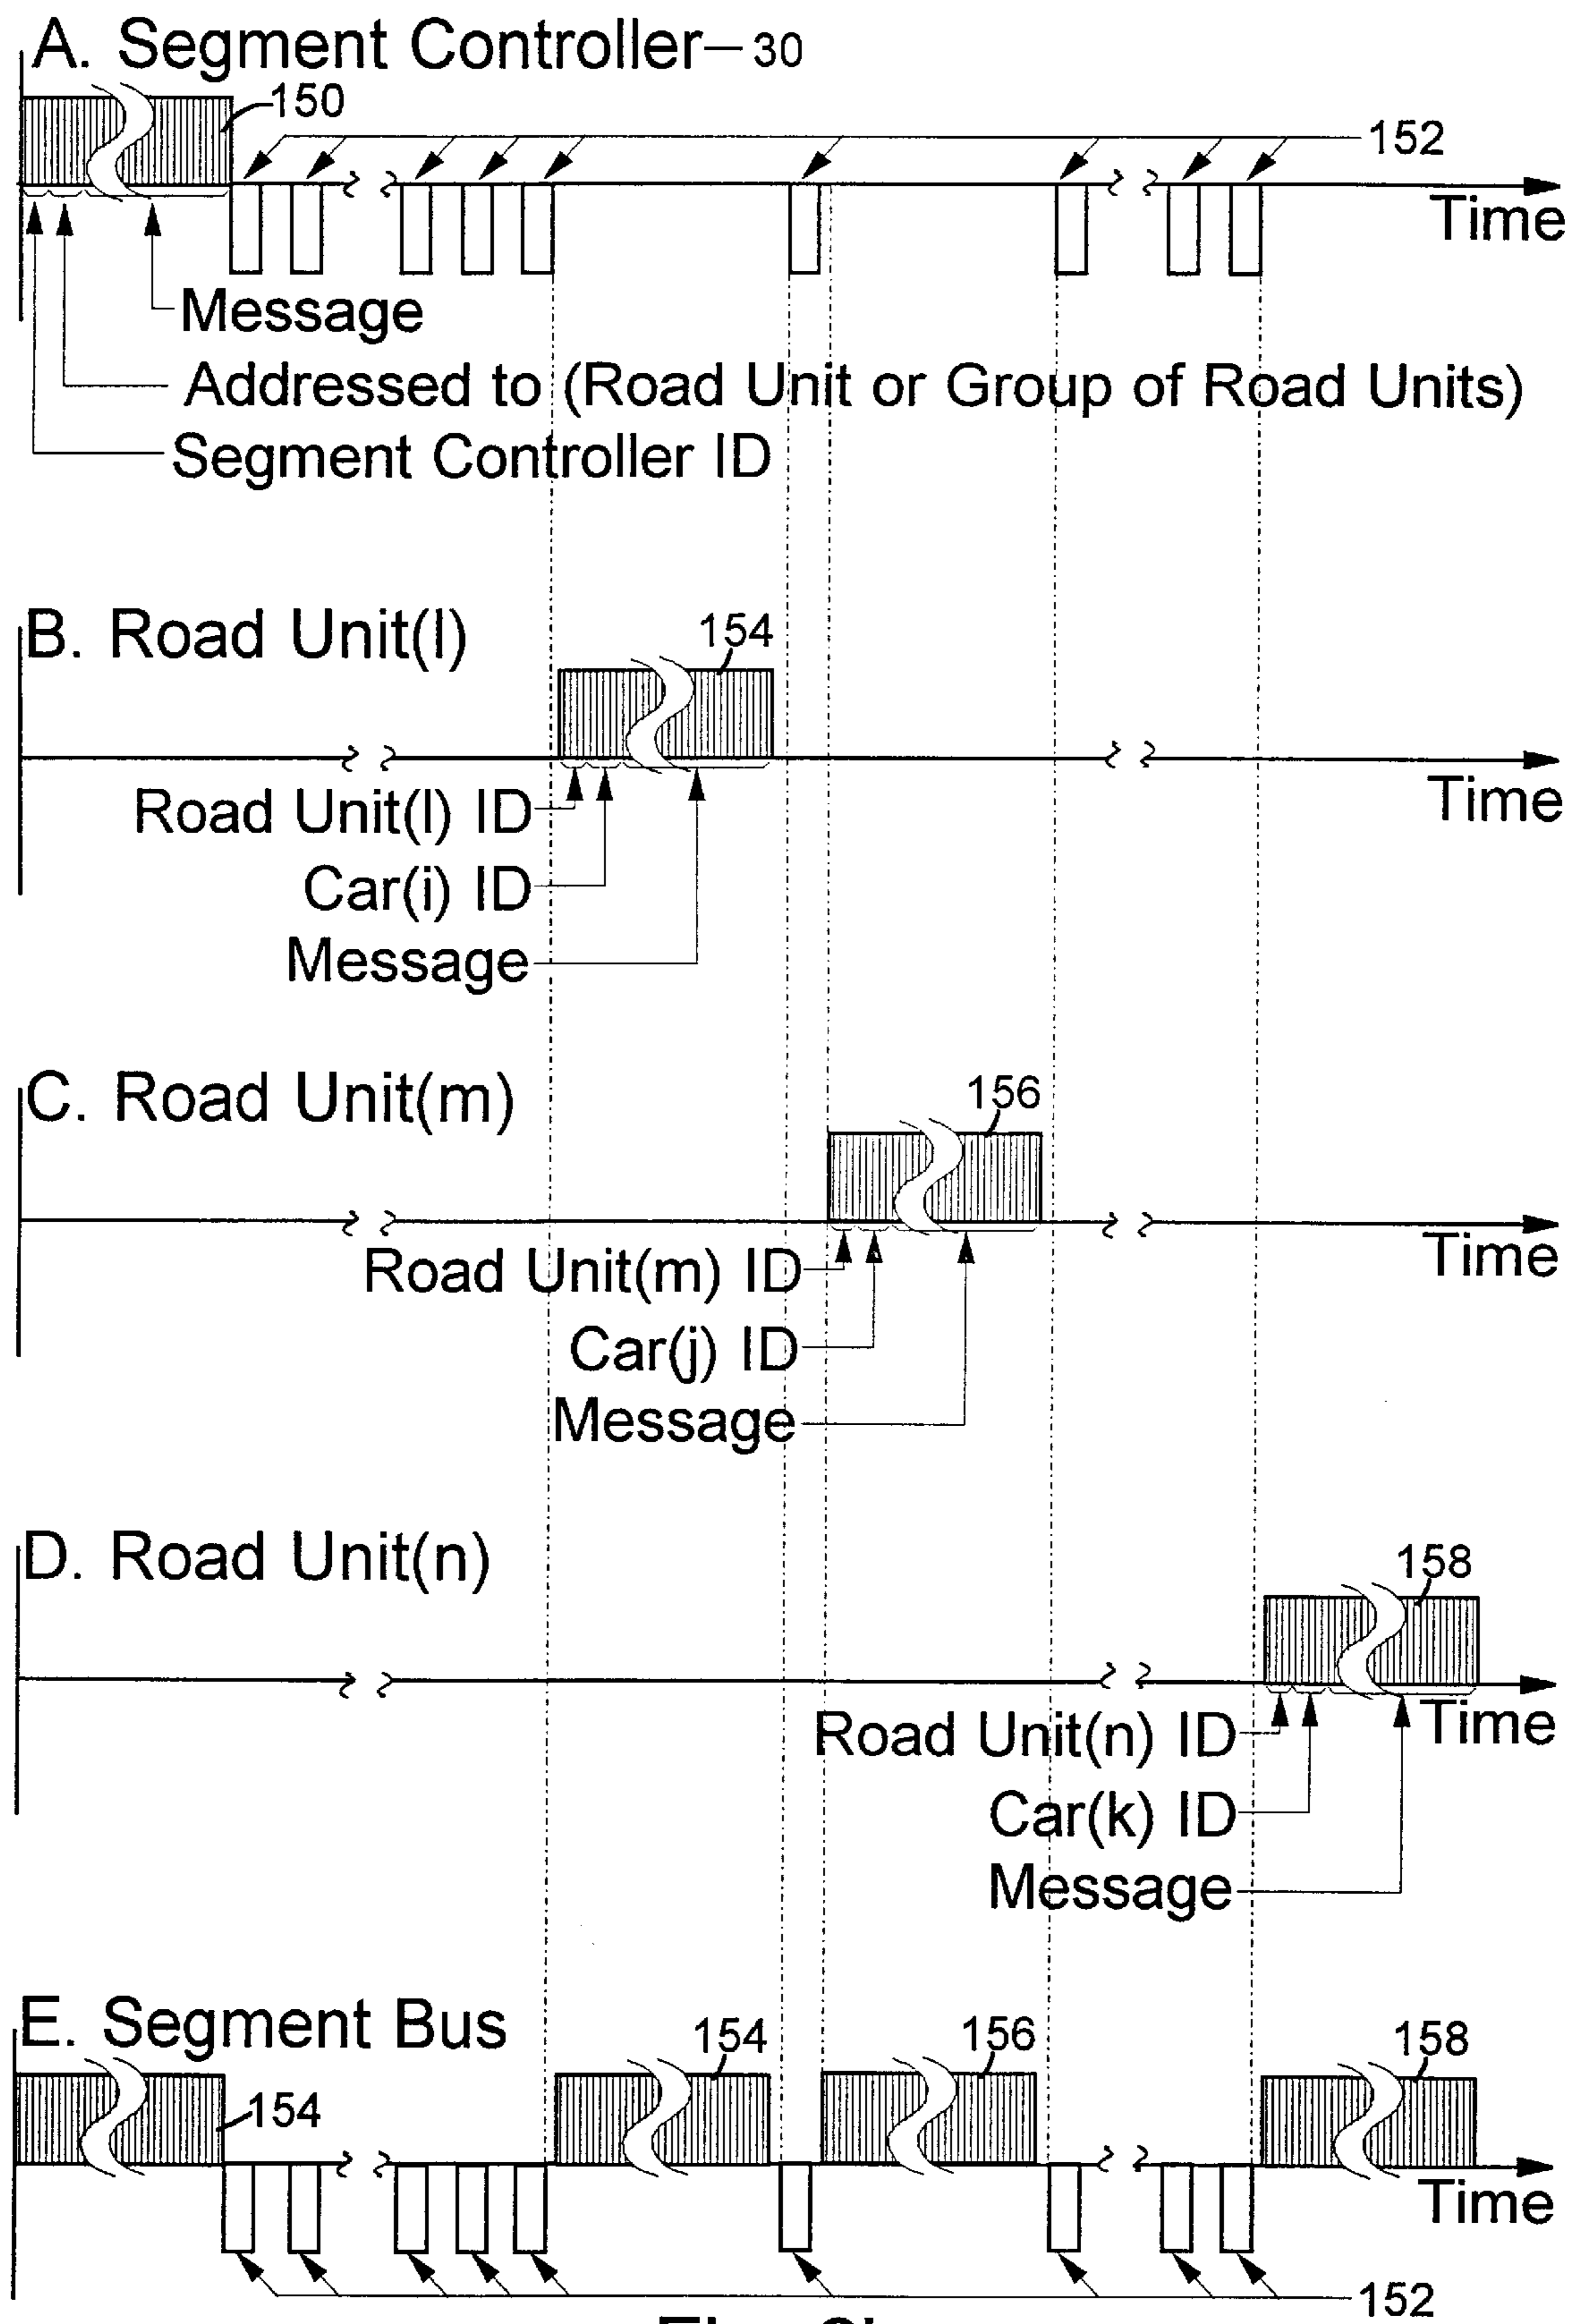 A. Segment Controller — 30
150
152
Time
Message
Addressed to (Road Unit or Group of Road Units)
Segment Controller ID
B. Road Unit(l)
154
Time
Road Unit(l) ID
Car(i) ID
Message
C. Road Unit(m)
156
Time
Road Unit(m) ID
Car(j) ID
Message
D. Road Unit(n)
158
Time
Road Unit(n) ID
Car(k) ID
Message
E. Segment Bus
154
156
158
154
Time
152